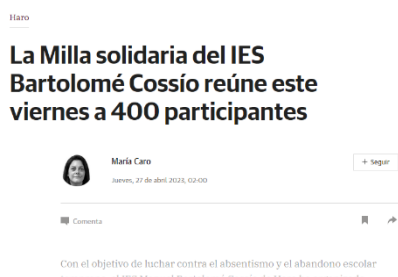 Haro
La Milla solidaria del IES
Bartolomé Cossío reúne este
viernes a 400 participantes
María Caro
+ Seguir
Jueves, 27 de abril 2023, 02:00
Comenta
Con el objetivo de luchar contra el absentismo y el abandono escolar